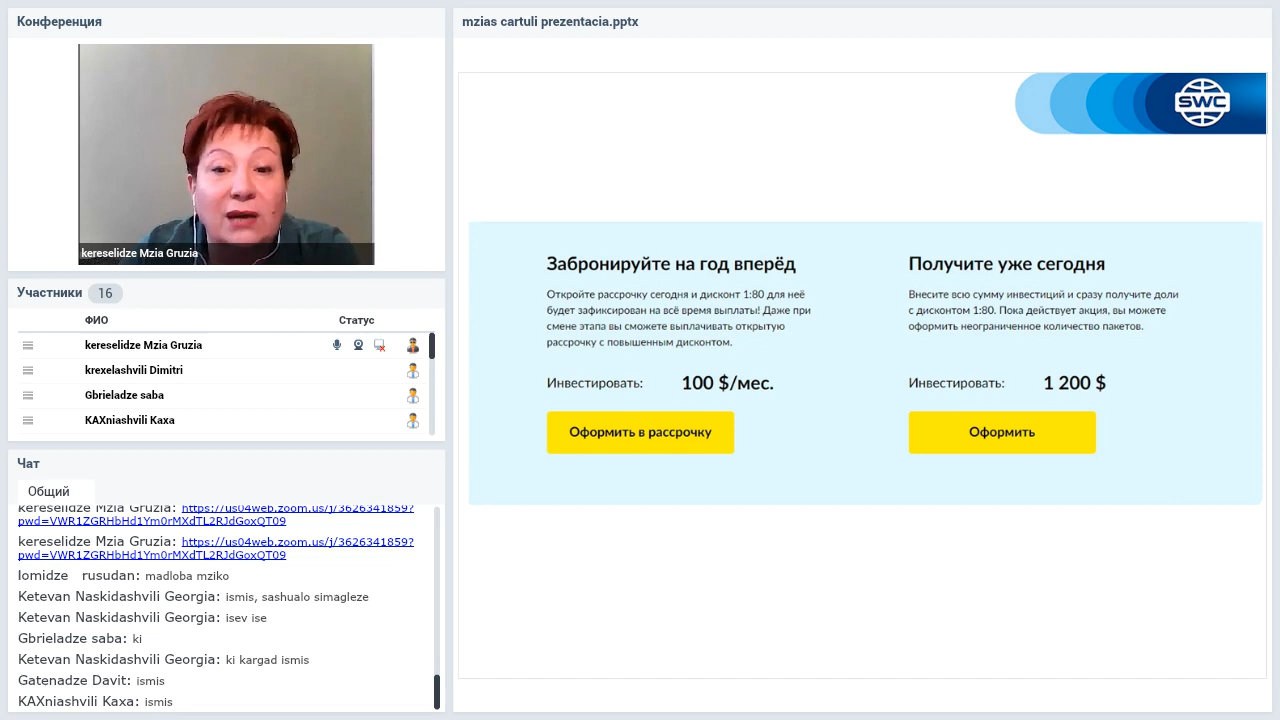 Конференция
kereselidze Mzia Gruzia
Участники 16
ФИО Статус
kereselidze Mzia Gruzia
krexelashvili Dimitri
Gbrieladze saba
KAXniashvili Kaxa
Чат
Общий
kereselidze Mzia Gruzia: https://us04web.zoom.us/j/3626341859?
pwd=VWR1ZGRHbHd1Ym0rMXdTL2RJdGoxQT09
kereselidze Mzia Gruzia: https://us04web.zoom.us/j/3626341859?
pwd=VWR1ZGRHbHd1Ym0rMXdTL2RJdGoxQT09
lomidze rusudan: madloba mziko
Ketevan Naskidashvili Georgia: ismis, sashualo simagleze
Ketevan Naskidashvili Georgia: isev ise
Gbrieladze saba: ki
Ketevan Naskidashvili Georgia: ki kargad ismis
Gatenadze Davit: ismis
KAXniashvili Kaxa: ismis
mzias cartuli prezentacia.pptx
SWC
Забронируйте на год вперёд
Откройте рассрочку сегодня и дисконт 1:80 для неё
будет зафиксирован на всё время выплаты! Даже при
смене этапа вы сможете выплачивать открытую
рассрочку с повышенным дисконтом.
Инвестировать: 100 $/мес.
Оформить в рассрочку
Получите уже сегодня
Внесите всю сумму инвестиций и сразу получите доли
с дисконтом 1:80. Пока действует акция, вы можете
оформить неограниченное количество пакетов.
Инвестировать: 1 200 $
Оформить